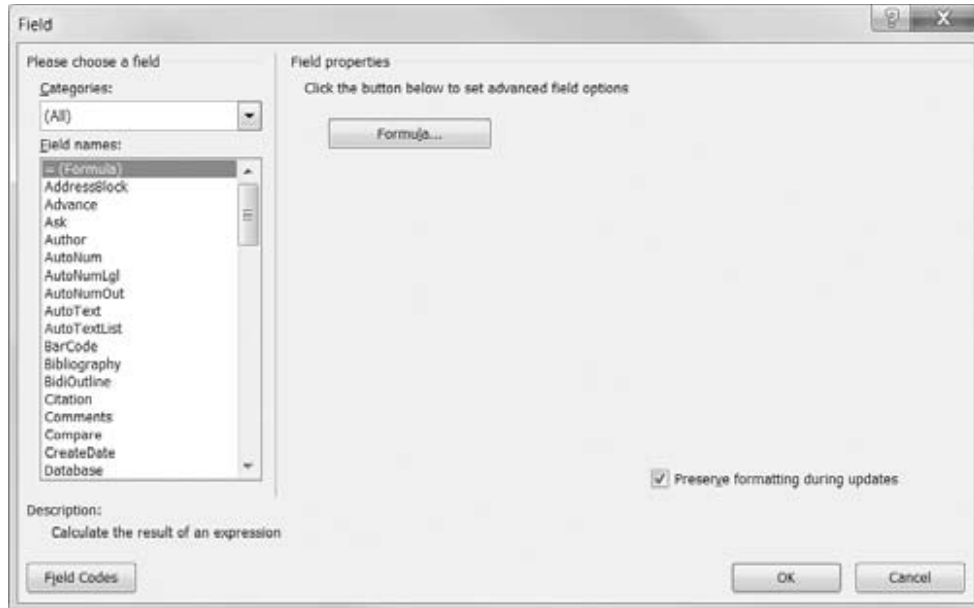 Field
Please choose a field
Categories:
(All)
Field names:
= (Formula)
AddressBlock
Advance
Ask
Author
AutoNum
AutoNumLgl
AutoNumOut
AutoText
AutoTextList
BarCode
Bibliography
BidiOutline
Citation
Comments
Compare
CreateDate
Database
Field properties
Click the button below to set advanced field options
Formula...
Preserve formatting during updates
Description:
Calculate the result of an expression
Field Codes
OK
Cancel